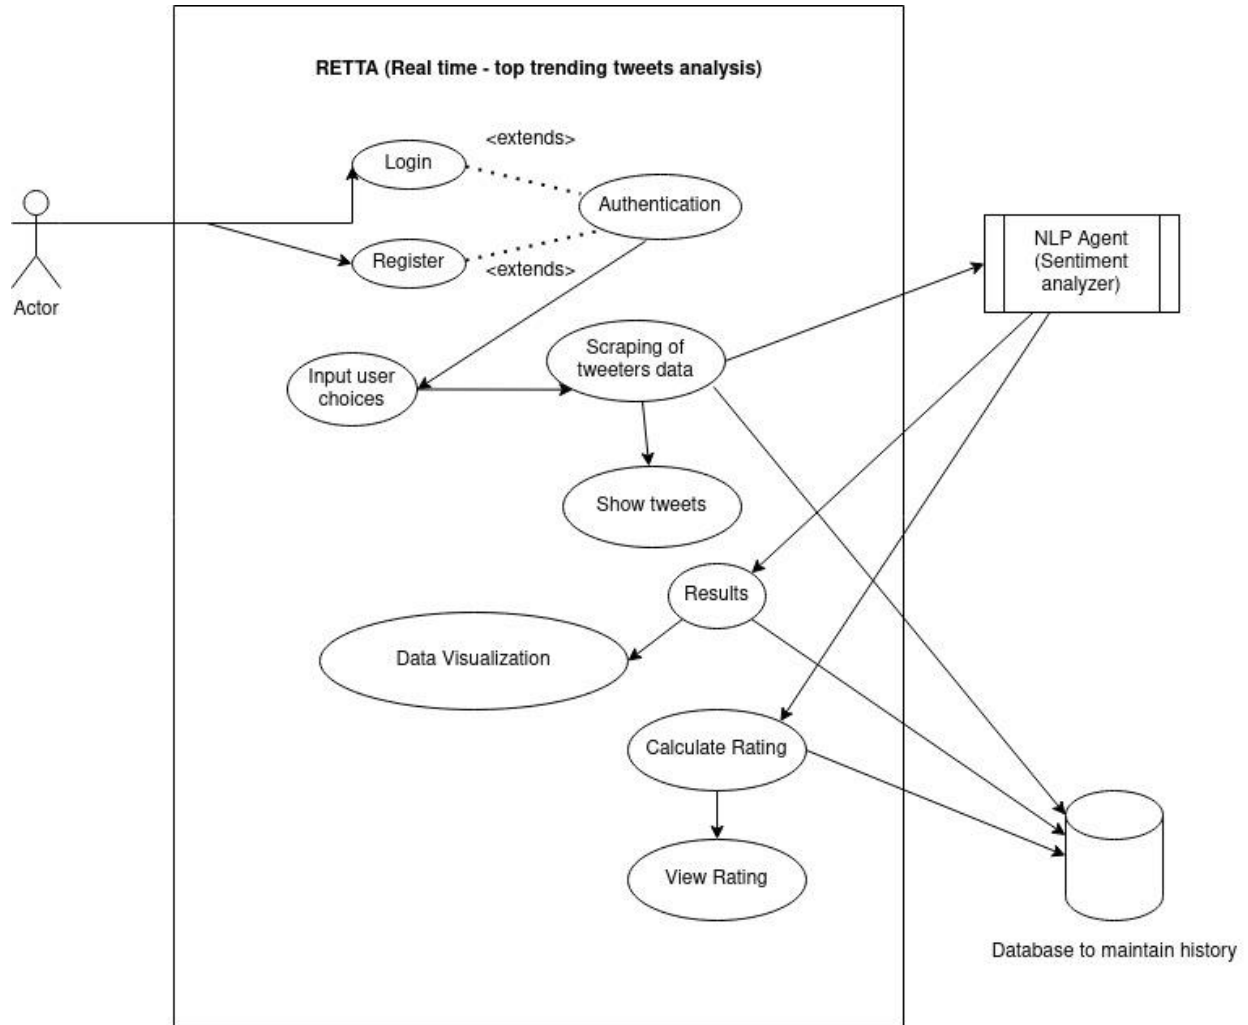 RETTA (Real time - top trending tweets analysis)
<extends>
Login
Authentication
Register
<extends>
Actor
NLP Agent
(Sentiment
analyzer)
Input user
choices
Scraping of
tweeters data
Show tweets
Results
Data Visualization
Calculate Rating
View Rating
Database to maintain history